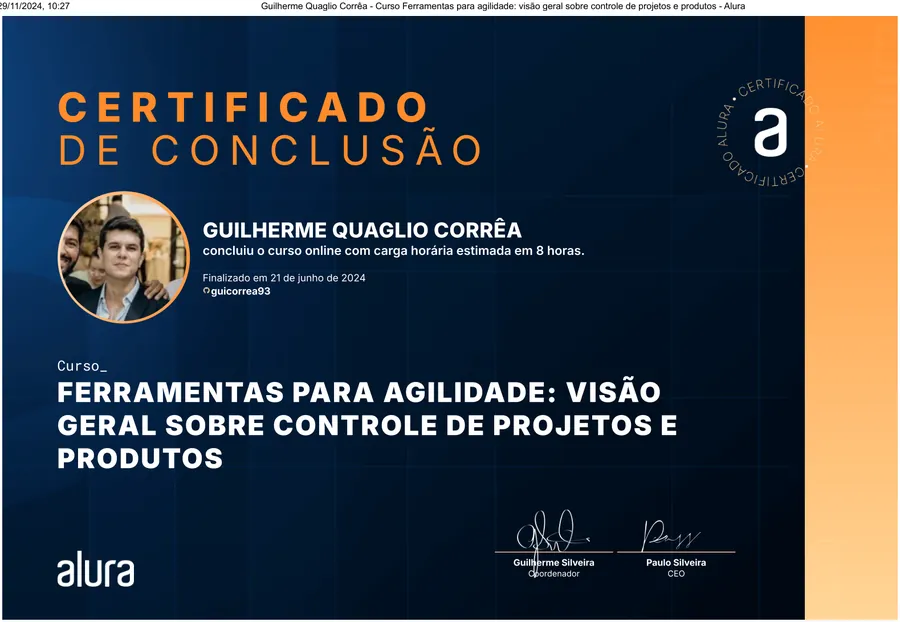 29/11/2024, 10:27
Guilherme Quaglio Corrêa - Curso Ferramentas para agilidade: visão geral sobre controle de projetos e produtos - Alura
CERTIFICADO
DE CONCLUSÃO
CERTIFICADO ALURA • CERTIFICADO ALURA •
a
GUILHERME QUAGLIO CORRÊA
concluiu o curso online com carga horária estimada em 8 horas.
Finalizado em 21 de junho de 2024
guicorrea93
Curso_
FERRAMENTAS PARA AGILIDADE: VISÃO
GERAL SOBRE CONTROLE DE PROJETOS E
PRODUTOS
alura
Guilherme Silveira
Coordenador
Paulo Silveira
CEO